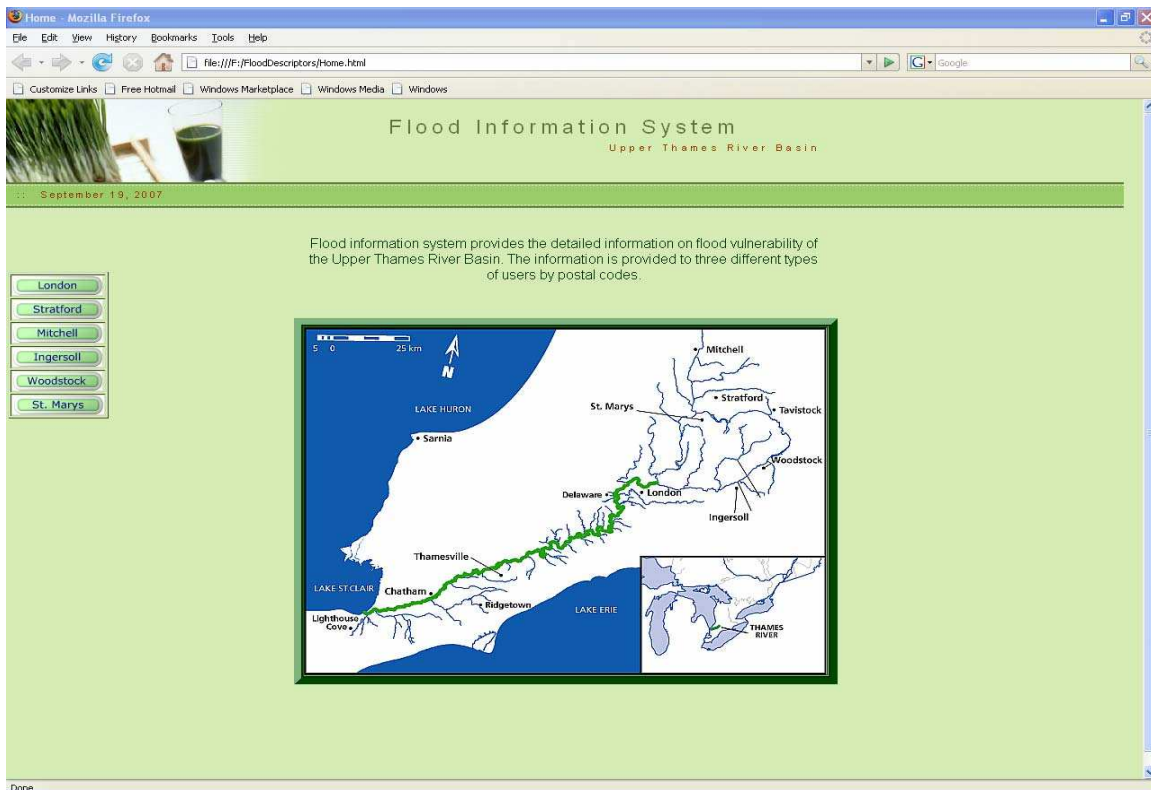 Home - Mozilla Firefox
File Edit View History Bookmarks Tools Help
file:///F:/FloodDescriptors/Home.html
G Google
Customize Links Free Hotmail Windows Marketplace Windows Media Windows
Flood Information System
Upper Thames River Basin
:: September 19, 2007
Flood information system provides the detailed information on flood vulnerability of
the Upper Thames River Basin. The information is provided to three different types
of users by postal codes.
London
Stratford
Mitchell
Ingersoll
Woodstock
St. Marys
5 0 25 km
N
Mitchell
LAKE HURON
St. Marys
Stratford
Tavistock
Sarnia
Woodstock
Delaware
London
Ingersoll
Thamesville
LAKE ST.CLAIR
Chatham
Ridgetown
LAKE ERIE
Lighthouse
Cove
THAMES
RIVER
Done